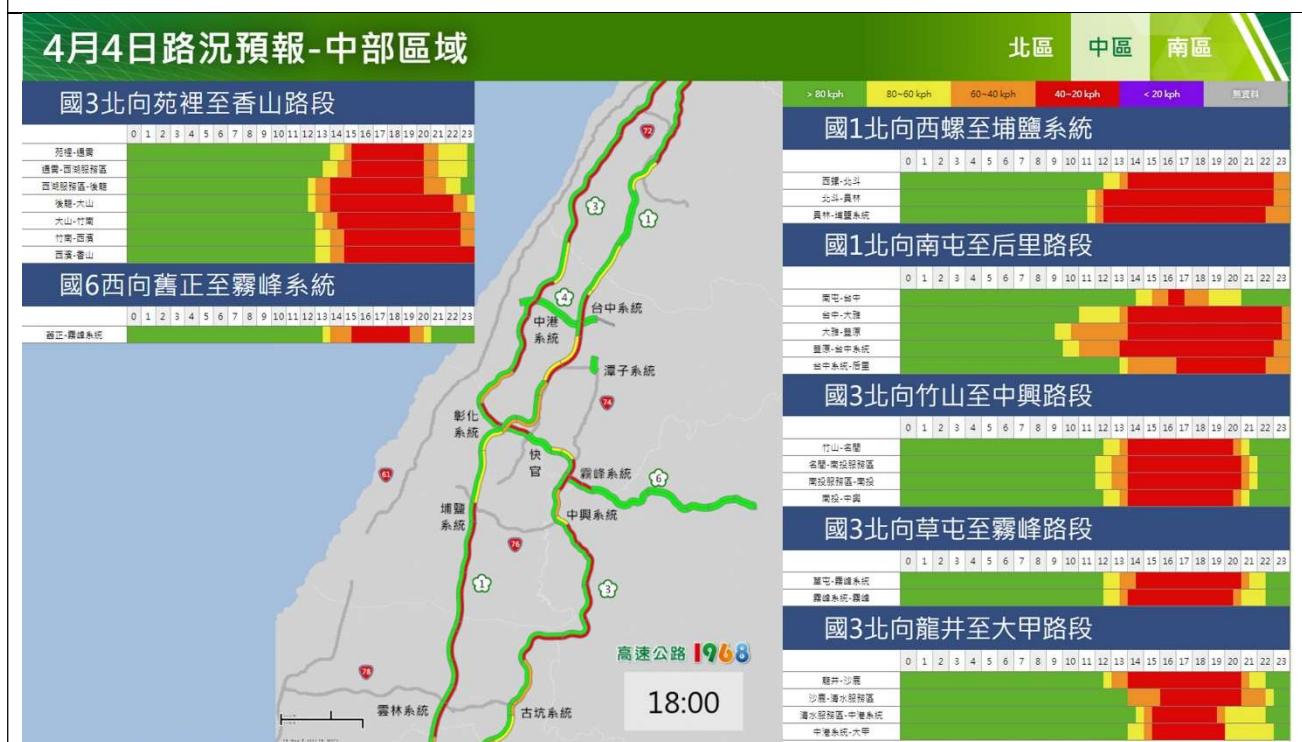 4月4日路況預報-中部區域
北區 中區 南區
國3北向苑裡至香山路段
0 1 2 3 4 5 6 7 8 9 10 11 12 13 14 15 16 17 18 19 20 21 22 23
苑裡-通霄
通霄-西湖服務區
西湖服務區-後龍
後龍-大山
大山-竹南
竹南-西濱
西濱-香山
國6西向舊正至霧峰系統
0 1 2 3 4 5 6 7 8 9 10 11 12 13 14 15 16 17 18 19 20 21 22 23
舊正-霧峰系統
72
3
1
4
台中系統
中港
系統
潭子系統
74
彰化
系統
快
官
61
霧峰系統
6
埔鹽
系統
中興系統
76
1
3
高速公路 1968
78
18:00
雲林系統
古坑系統
> 80 kph 80~60 kph 60~40 kph 40~20 kph < 20 kph 無資料
國1北向西螺至埔鹽系統
0 1 2 3 4 5 6 7 8 9 10 11 12 13 14 15 16 17 18 19 20 21 22 23
西螺-北斗
北斗-員林
員林-埔鹽系統
國1北向南屯至后里路段
0 1 2 3 4 5 6 7 8 9 10 11 12 13 14 15 16 17 18 19 20 21 22 23
南屯-台中
台中-大雅
大雅-豐原
豐原-台中系統
台中系統-后里
國3北向竹山至中興路段
0 1 2 3 4 5 6 7 8 9 10 11 12 13 14 15 16 17 18 19 20 21 22 23
竹山-名間
名間-南投服務區
南投服務區-南投
南投-中興
國3北向草屯至霧峰路段
0 1 2 3 4 5 6 7 8 9 10 11 12 13 14 15 16 17 18 19 20 21 22 23
草屯-霧峰系統
霧峰系統-霧峰
國3北向龍井至大甲路段
0 1 2 3 4 5 6 7 8 9 10 11 12 13 14 15 16 17 18 19 20 21 22 23
龍井-沙鹿
沙鹿-清水服務區
清水服務區-中港系統
中港系統-大甲